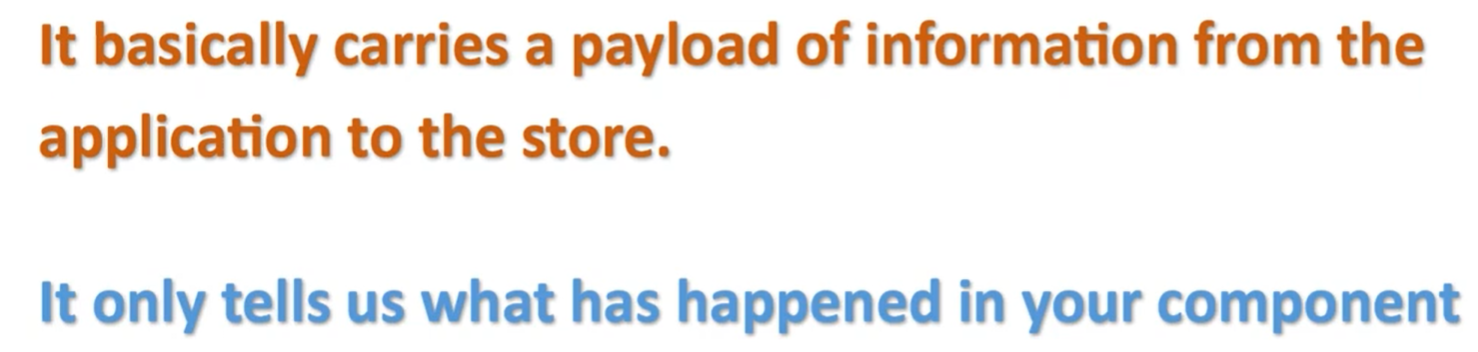 It basically carries a payload of information from the
application to the store.
It only tells us what has happened in your component